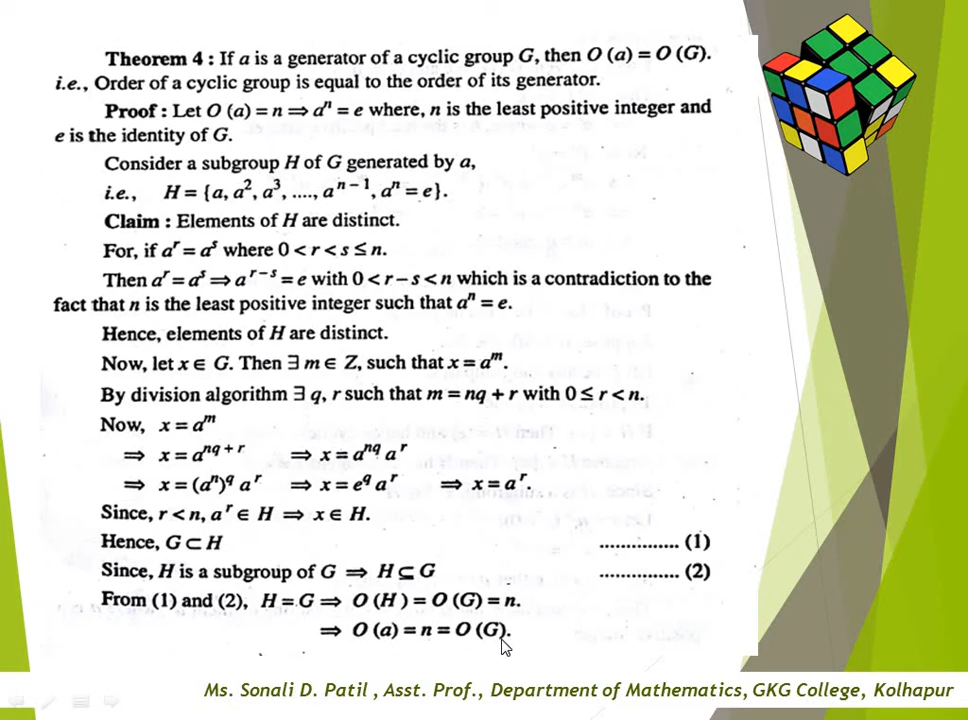 Theorem 4 : If a is a generator of a cyclic group G, then O (a) = O (G).
i.e., Order of a cyclic group is equal to the order of its generator.
Proof : Let O (a) = n ⟹ aⁿ = e where, n is the least positive integer and
e is the identity of G.
Consider a subgroup H of G generated by a,
i.e., H = {a, a², a³, ...., aⁿ⁻¹, aⁿ = e}.
Claim : Elements of H are distinct.
For, if aʳ = aˢ where 0 < r < s ≤ n.
Then aʳ = aˢ ⟹ aʳ⁻ˢ = e with 0 < r − s < n which is a contradiction to the
fact that n is the least positive integer such that aⁿ = e.
Hence, elements of H are distinct.
Now, let x ∈ G. Then ∃ m ∈ Z, such that x = aᵐ.
By division algorithm ∃ q, r such that m = nq + r with 0 ≤ r < n.
Now, x = aᵐ
⟹ x = a^{nq + r} ⟹ x = a^{nq} aʳ
⟹ x = (aⁿ)^q aʳ ⟹ x = e^q aʳ ⟹ x = aʳ.
Since, r < n, aʳ ∈ H ⟹ x ∈ H.
Hence, G ⊂ H ................ (1)
Since, H is a subgroup of G ⟹ H ⊆ G ................ (2)
From (1) and (2), H = G ⟹ O (H) = O (G) = n.
⟹ O (a) = n = O (G).
Ms. Sonali D. Patil , Asst. Prof., Department of Mathematics, GKG College, Kolhapur